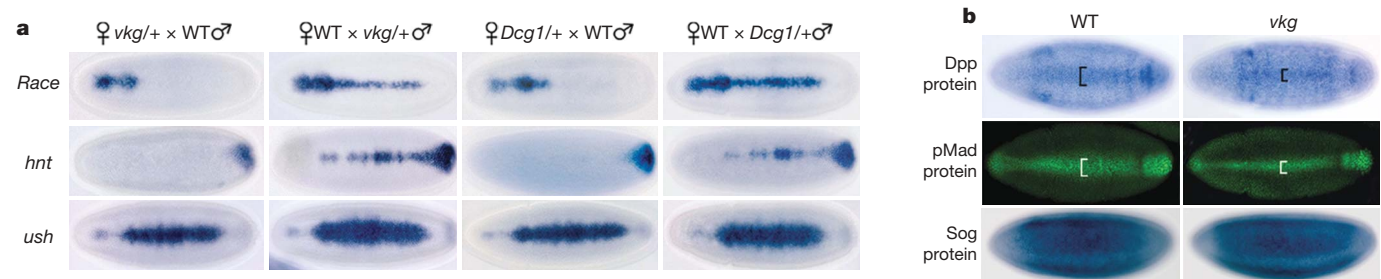 a
♀ vkg/+ × WT♂ ♀WT × vkg/+♂ ♀Dcg1/+ × WT♂ ♀WT × Dcg1/+♂
Race
hnt
ush
b
WT vkg
Dpp
protein
pMad
protein
Sog
protein